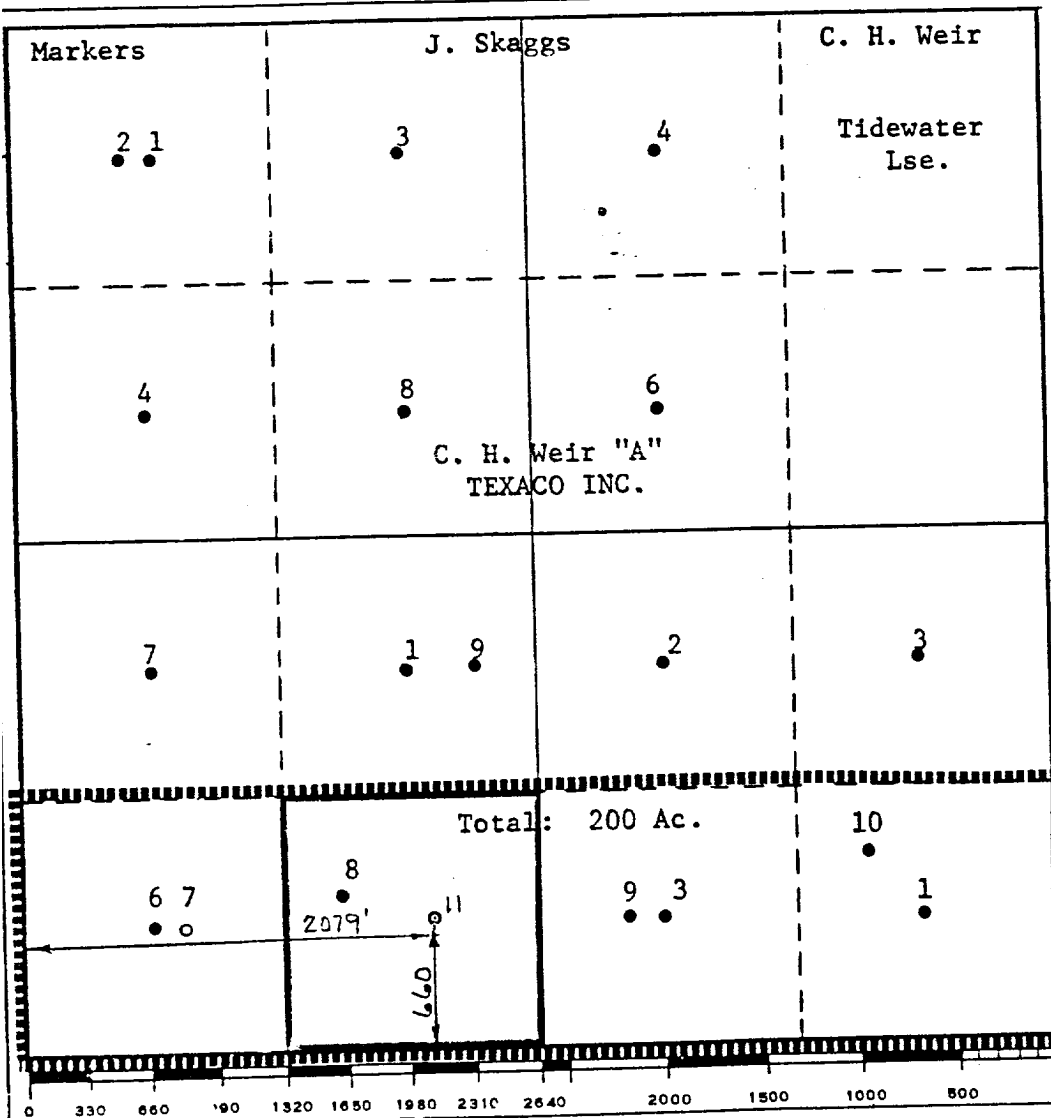 Markers J. Skaggs C. H. Weir
Tidewater
Lse.
2 1 3 4
4 8 6
C. H. Weir "A"
TEXACO INC.
7 1 9 2 3
Total: 200 Ac.
10
8
6 7 11 9 3 1
2079'
660
0 330 660 990 1320 1650 1980 2310 2640 2000 1500 1000 500